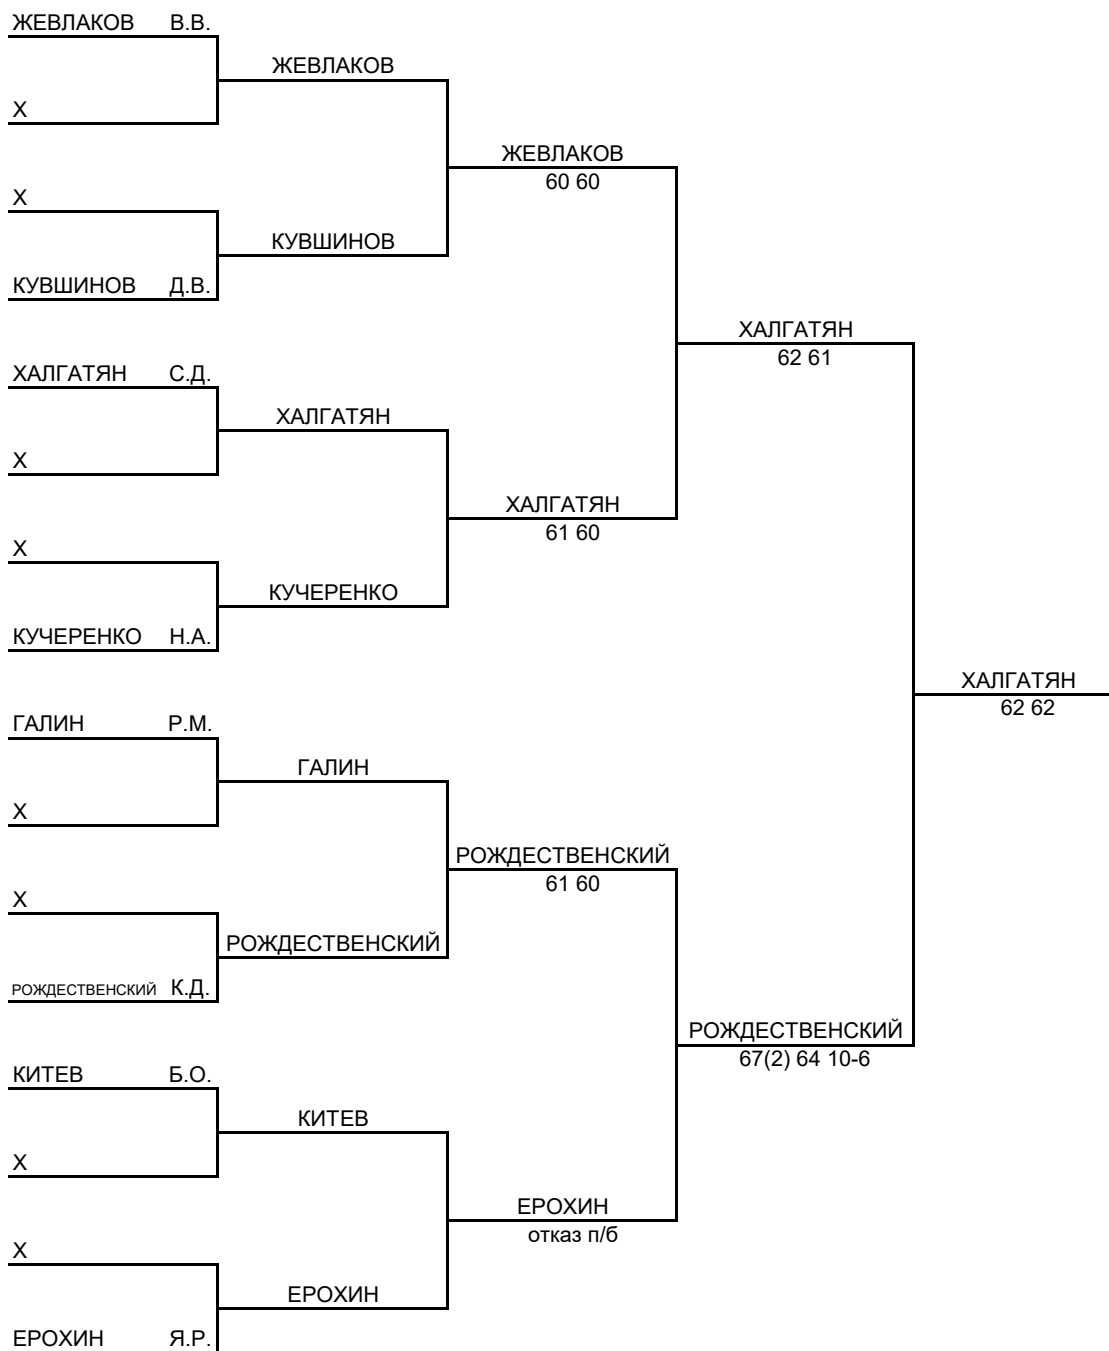 ЖЕВЛАКОВ В.В.
ЖЕВЛАКОВ
Х
ЖЕВЛАКОВ
60 60
Х
КУВШИНОВ
КУВШИНОВ Д.В.
ХАЛГАТЯН
62 61
ХАЛГАТЯН С.Д.
ХАЛГАТЯН
Х
ХАЛГАТЯН
61 60
Х
КУЧЕРЕНКО
КУЧЕРЕНКО Н.А.
ХАЛГАТЯН
62 62
ГАЛИН Р.М.
ГАЛИН
Х
РОЖДЕСТВЕНСКИЙ
61 60
Х
РОЖДЕСТВЕНСКИЙ
РОЖДЕСТВЕНСКИЙ К.Д.
РОЖДЕСТВЕНСКИЙ
67(2) 64 10-6
КИТЕВ Б.О.
КИТЕВ
Х
ЕРОХИН
отказ п/б
Х
ЕРОХИН
ЕРОХИН Я.Р.